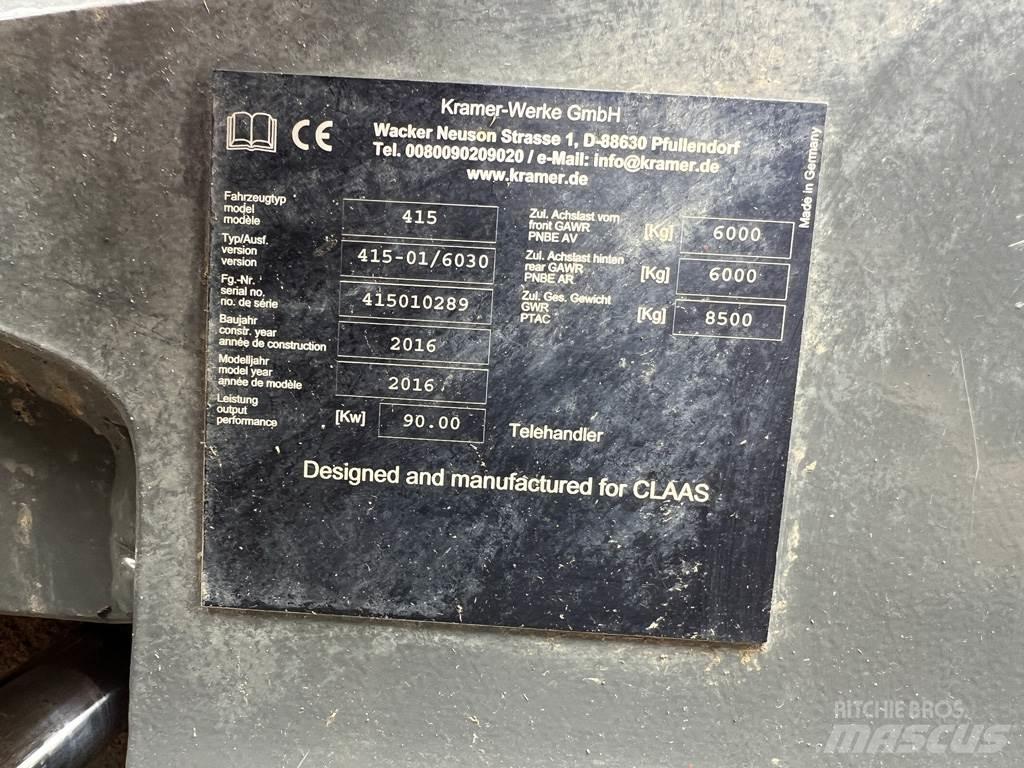 Kramer-Werke GmbH
CE
Wacker Neuson Strasse 1, D-88630 Pfullendorf
Tel. 0080090209020 / e-Mail: info@kramer.de
www.kramer.de
Made in Germany
Fahrzeugtyp
model
modèle
415
Typ/Ausf.
version
version
415-01/6030
Fg.-Nr.
serial no.
no. de série
415010289
Baujahr
constr. year
année de construction
2016
Modelljahr
model year
année de modèle
2016
Leistung
output
performance
[Kw] 90.00
Zul. Achslast vorn
front GAWR
PNBE AV
[Kg] 6000
Zul. Achslast hinten
rear GAWR
PNBE AR
[Kg] 6000
Zul. Ges. Gewicht
GWR
PTAC
[Kg] 8500
Telehandler
Designed and manufactured for CLAAS
RITCHIE BROS.
MASCUS